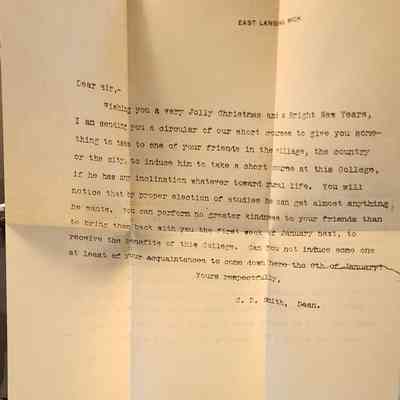 EAST LANSING MICH
Dear Sir,-
Wishing you a very Jolly Christmas and a Bright New Years,
I am sending you a circular of our short courses to give you some-
thing to take to one of your friends in the village, the country
or the city, to induce him to take a short course at this College,
if he has any inclination whatever toward rural life. You will
notice that by proper election of studies he can get almost anything
he wants. You can perform no greater kindness to your friends than
to bring them back with you the first week of January next, to
receive the benefits of this College. Can you not induce some one
at least of your acquaintances to come down here the 6th of January?
Yours respectfully,
C. D. Smith, Dean.